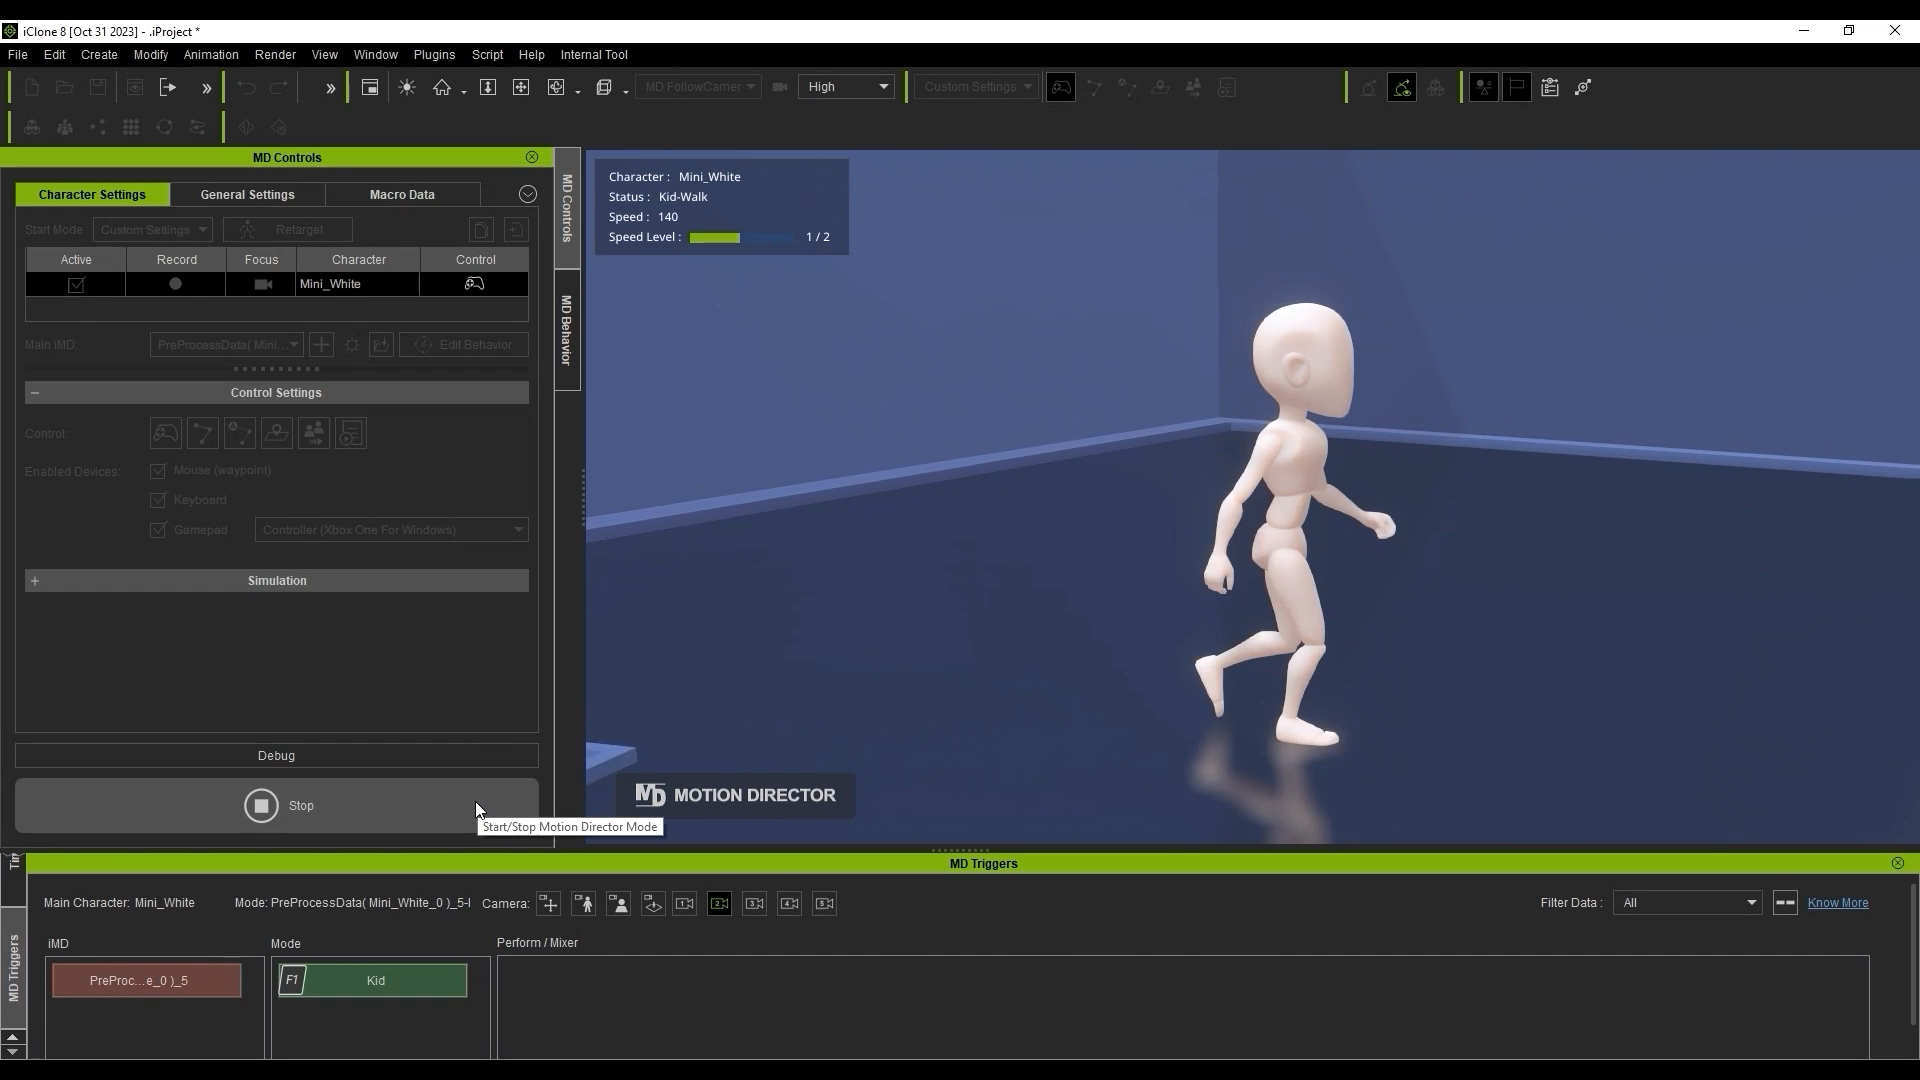 iClone 8 [Oct 31 2023] - .iProject *
File Edit Create Modify Animation Render View Window Plugins Script Help Internal Tool
MD FollowCamer High Custom Settings
MD Controls
Character Settings General Settings Macro Data
Start Mode Custom Settings Retarget
Active Record Focus Character Control
Mini_White
Main iMD: PreProcessData( Mini... Edit Behavior
Control Settings
Control:
Enabled Devices: Mouse (waypoint)
Keyboard
Gamepad Controller (Xbox One For Windows)
Simulation
Debug
Stop
Start/Stop Motion Director Mode
MD Controls
MD Behavior
Character : Mini_White
Status : Kid-Walk
Speed : 140
Speed Level : 1 / 2
MD MOTION DIRECTOR
MD Triggers
MD Triggers
Main Character: Mini_White Mode: PreProcessData( Mini_White_0 )_5-I Camera: 1 2 3 4 5 Filter Data : All Know More
iMD Mode Perform / Mixer
PreProc...e_0 )_5 F1 Kid